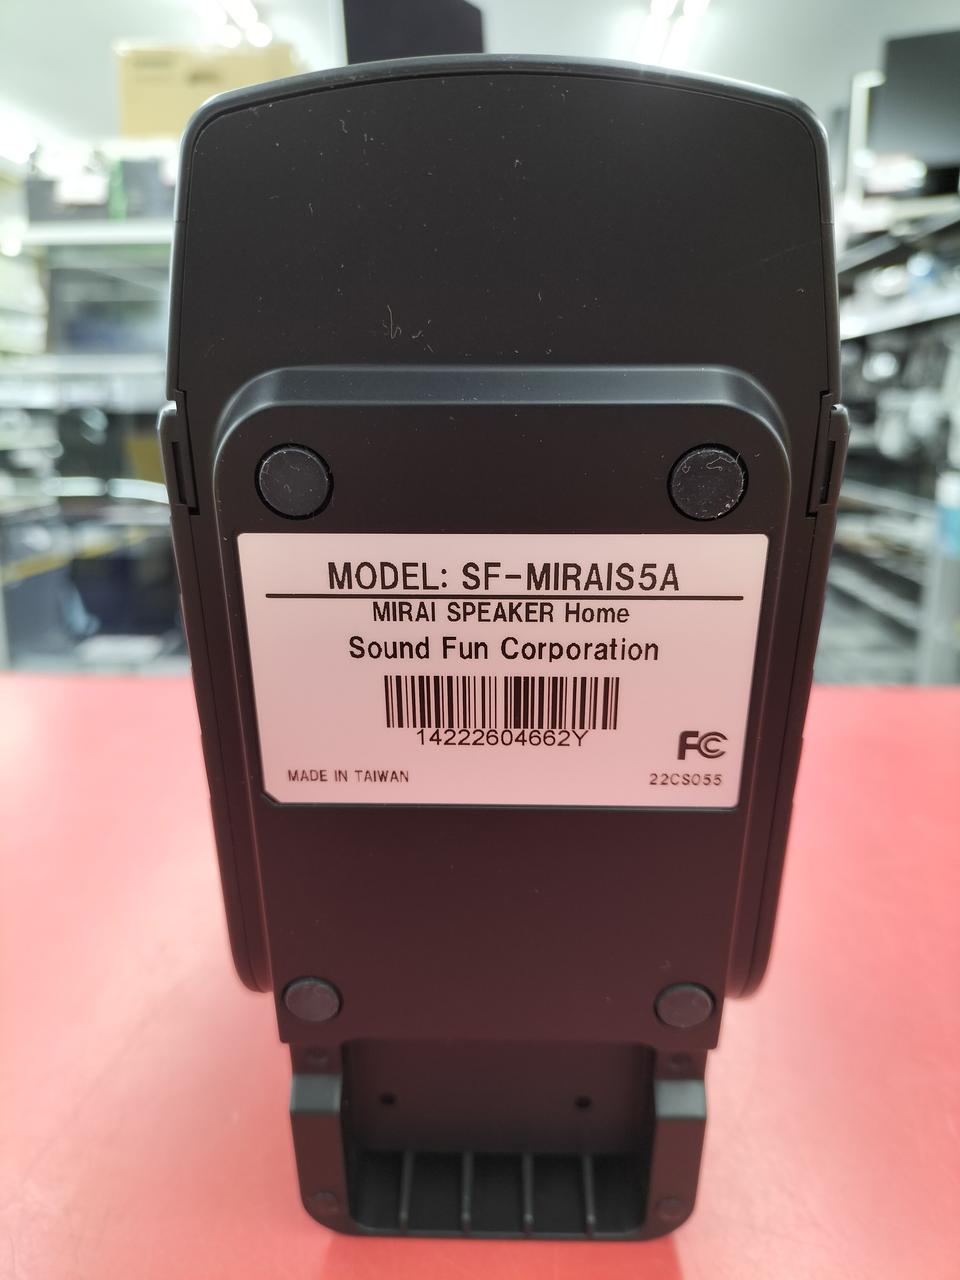 MODEL: SF-MIRAIS5A
MIRAI SPEAKER Home
Sound Fun Corporation
14222604662Y
FC
MADE IN TAIWAN
22CS055